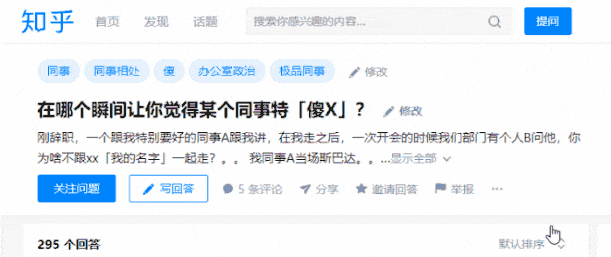 知乎 首页 发现 话题 搜索你感兴趣的内容... 提问
同事 同事相处 傻 办公室政治 极品同事 修改
在哪个瞬间让你觉得某个同事特「傻X」? 修改
刚辞职，一个跟我特别要好的同事A跟我讲，在我走之后，一次开会的时候我们部门有个人B问他，你
为啥不跟xx「我的名字」一起走？。。 我同事A当场斯巴达。。...显示全部
关注问题 写回答 5 条评论 分享 邀请回答 举报 ...
295 个回答 默认排序